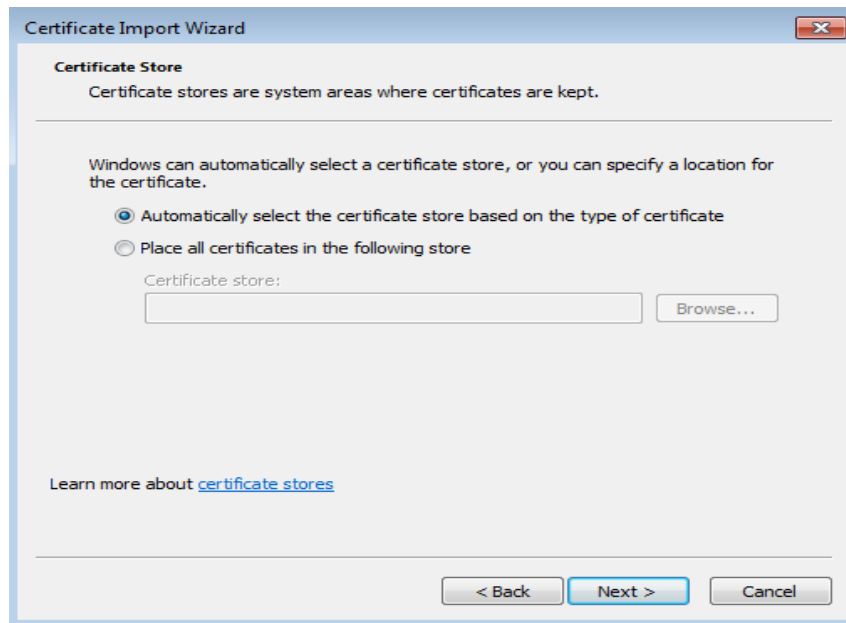 Certificate Import Wizard
Certificate Store
Certificate stores are system areas where certificates are kept.
Windows can automatically select a certificate store, or you can specify a location for
the certificate.
Automatically select the certificate store based on the type of certificate
Place all certificates in the following store
Certificate store:
Browse...
Learn more about certificate stores
< Back Next > Cancel